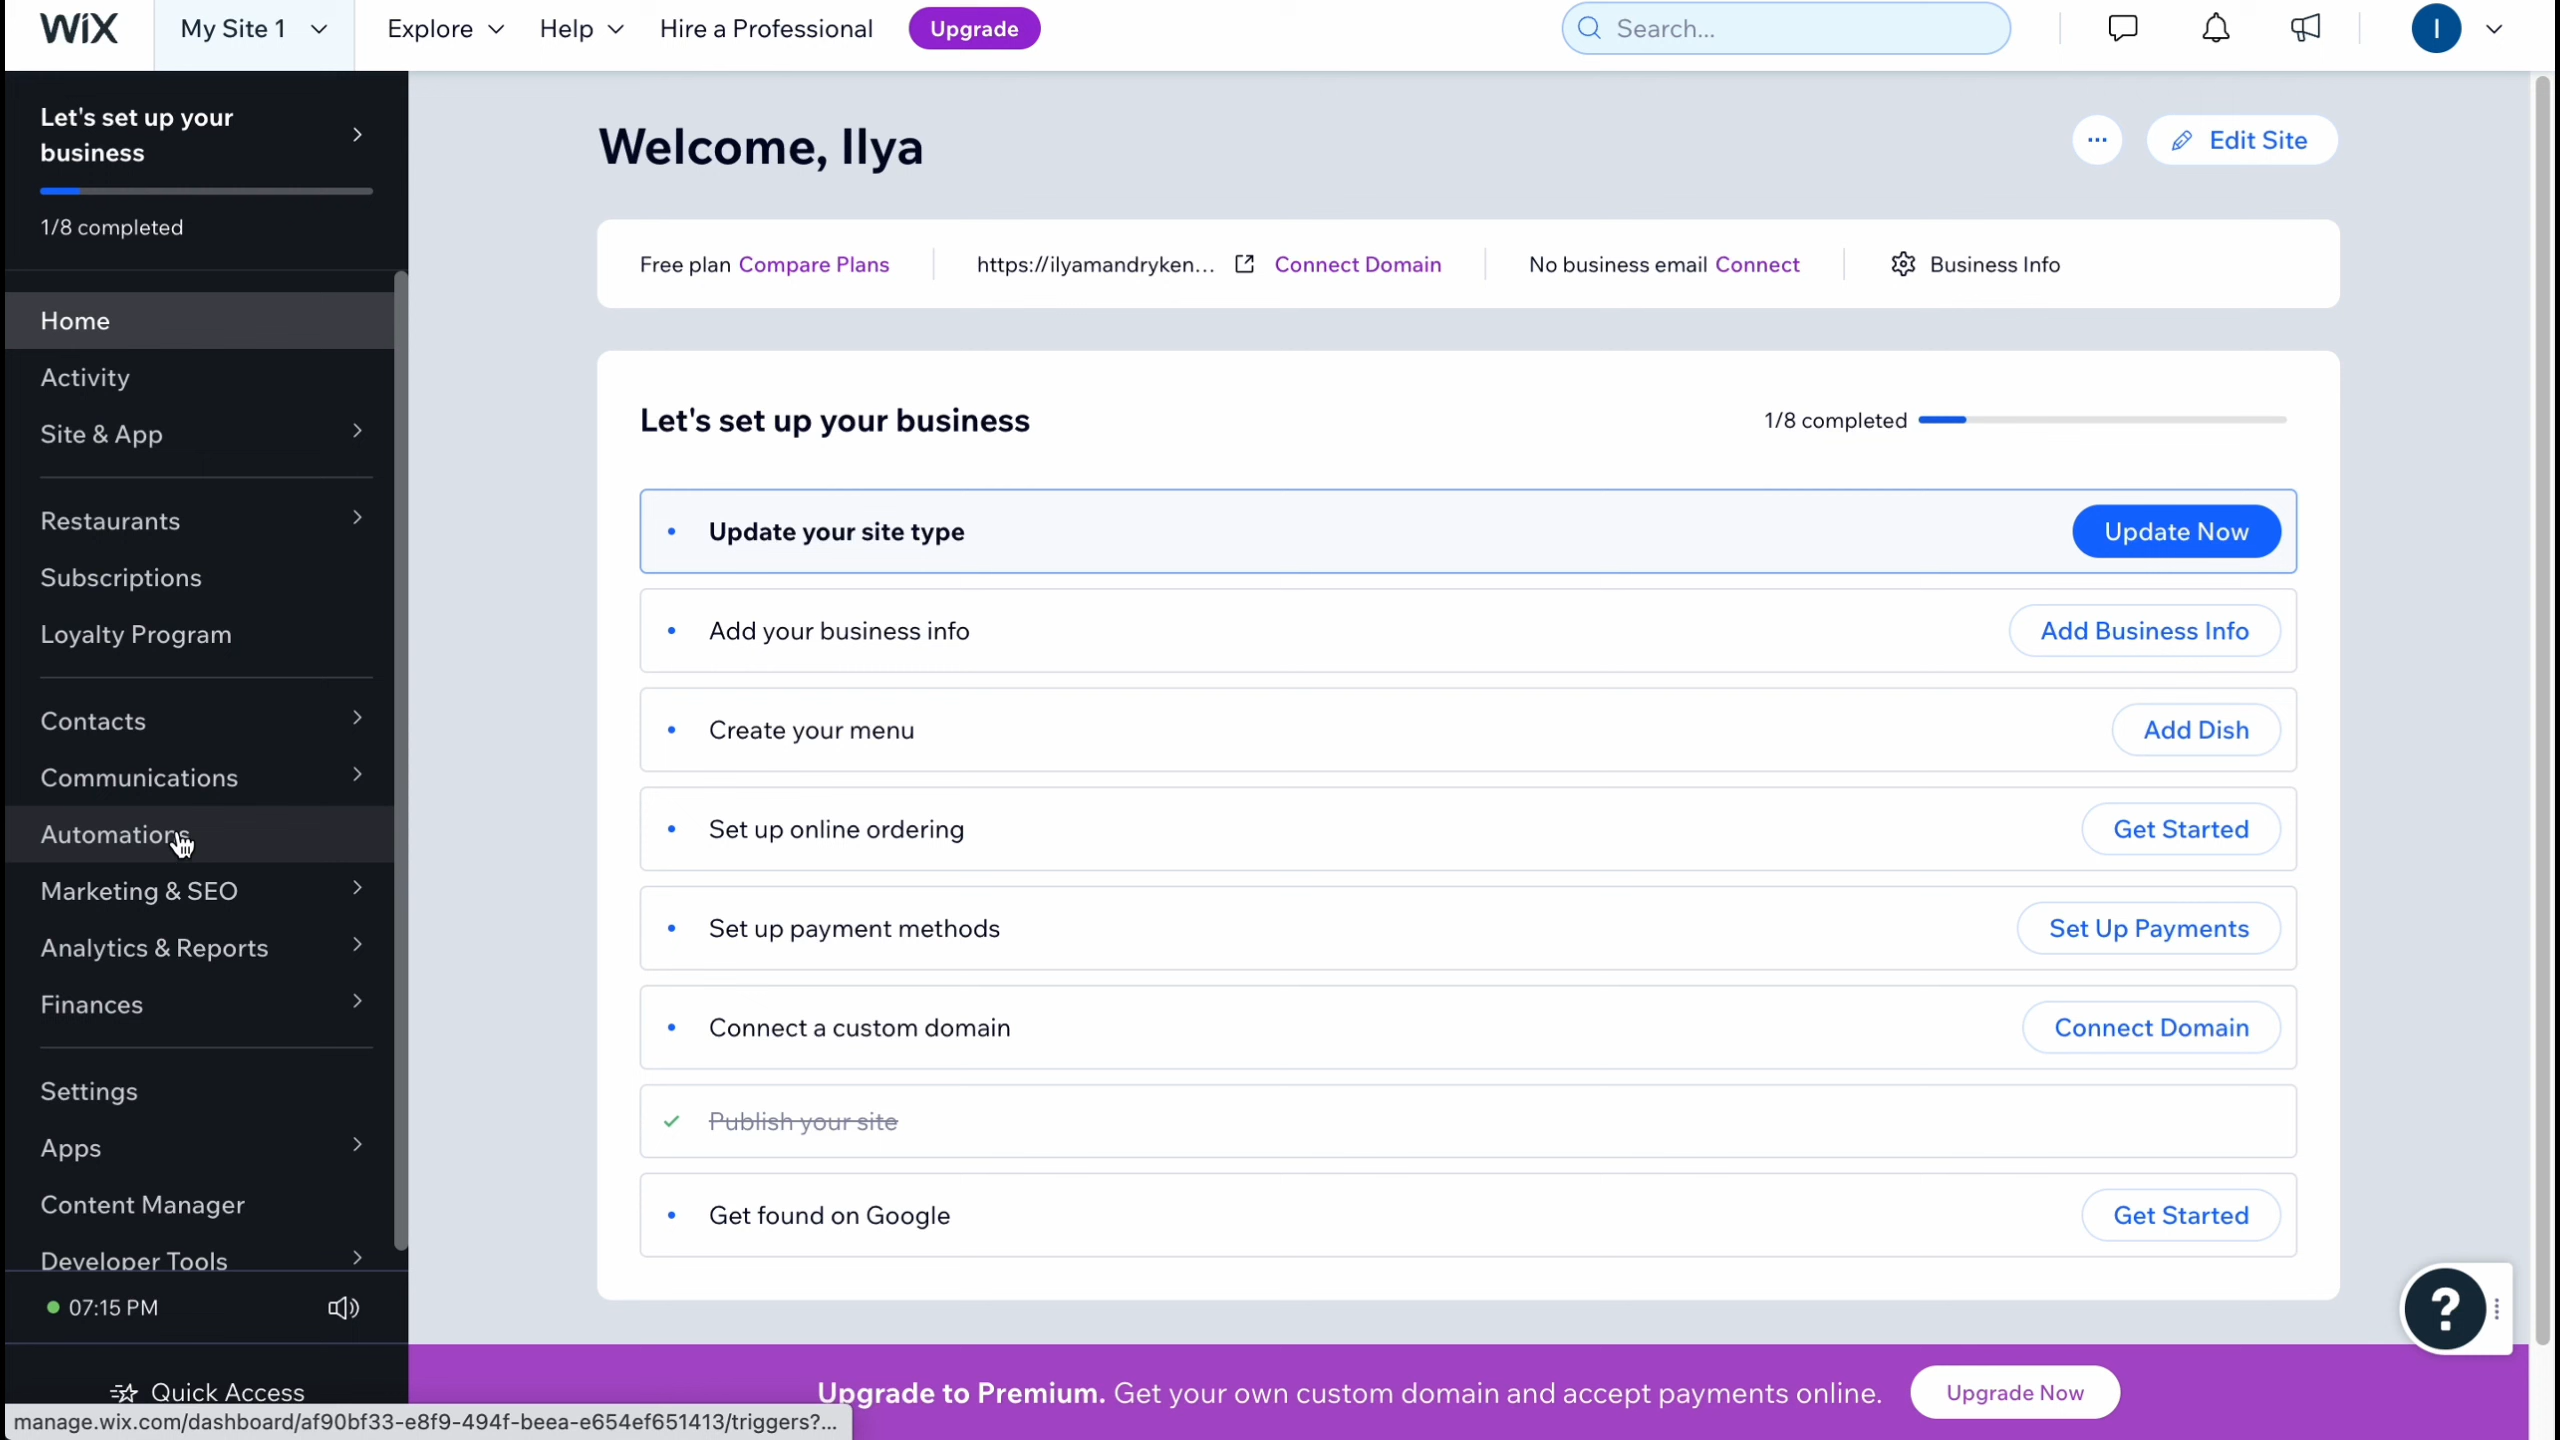 WiX
My Site 1
Explore
Help
Hire a Professional
Upgrade
Search...
I
Let's set up your
business
1/8 completed
Home
Activity
Site & App
Restaurants
Subscriptions
Loyalty Program
Contacts
Communications
Automations
Marketing & SEO
Analytics & Reports
Finances
Settings
Apps
Content Manager
Developer Tools
07:15 PM
Quick Access
manage.wix.com/dashboard/af90bf33-e8f9-494f-beea-e654ef651413/triggers?...
Welcome, Ilya
...
Edit Site
Free plan Compare Plans
https://ilyamandryken... Connect Domain
No business email Connect
Business Info
Let's set up your business
1/8 completed
Update your site type
Update Now
Add your business info
Add Business Info
Create your menu
Add Dish
Set up online ordering
Get Started
Set up payment methods
Set Up Payments
Connect a custom domain
Connect Domain
Publish your site
Get found on Google
Get Started
?
Upgrade to Premium. Get your own custom domain and accept payments online.
Upgrade Now